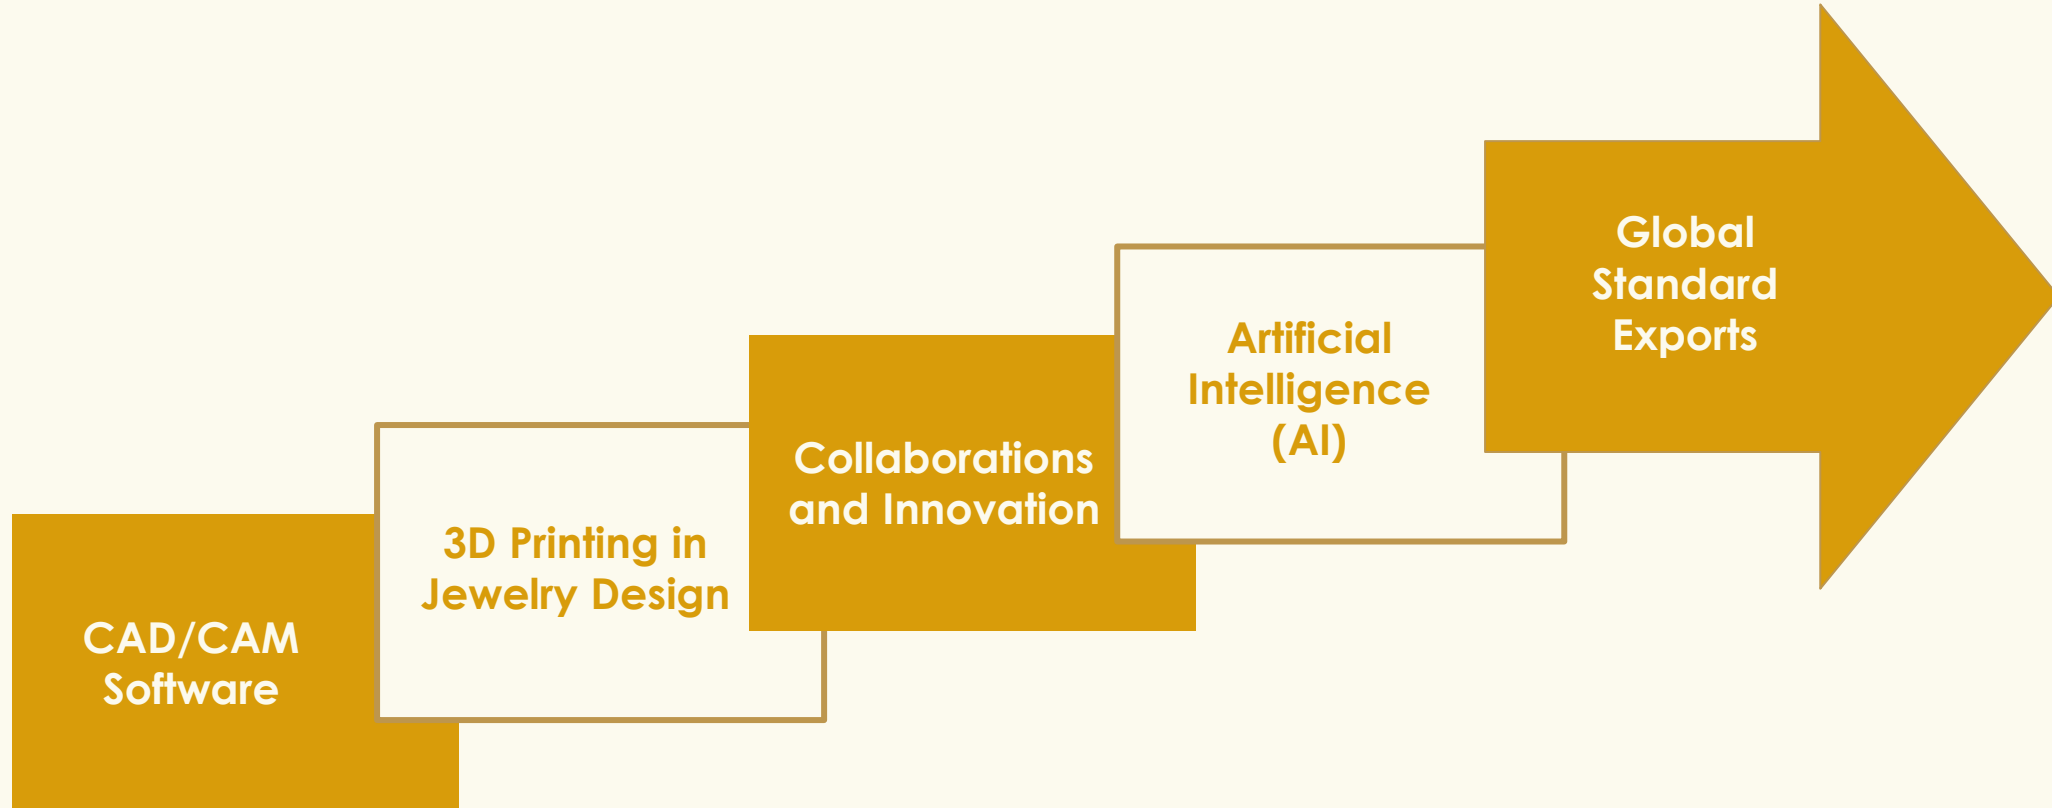 CAD/CAM
Software
3D Printing in
Jewelry Design
Collaborations
and Innovation
Artificial
Intelligence
(AI)
Global
Standard
Exports